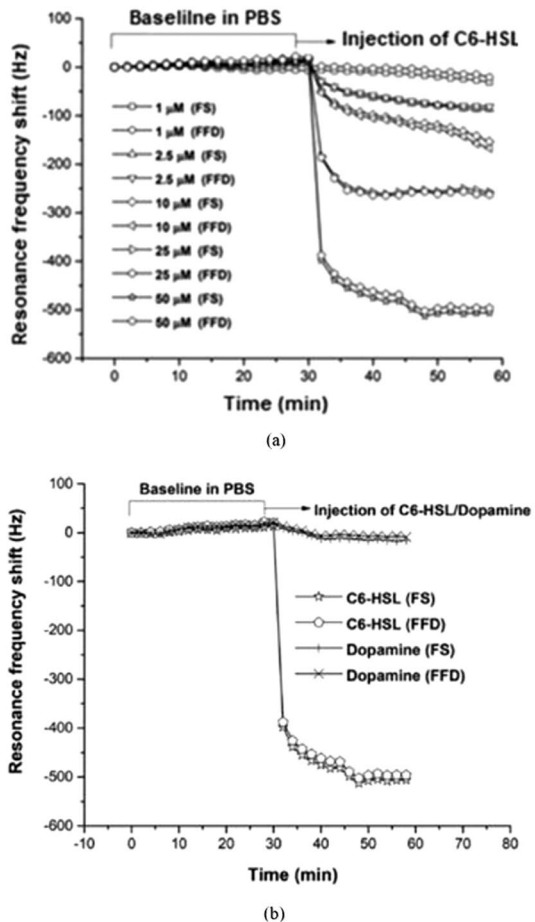 Baselilne in PBS
Injection of C6-HSL
Resonance frequency shift (Hz)
100
0
-100
-200
-300
-400
-500
-600
1 µM (FS)
1 µM (FFD)
2.5 µM (FS)
2.5 µM (FFD)
10 µM (FS)
10 µM (FFD)
25 µM (FS)
25 µM (FFD)
50 µM (FS)
50 µM (FFD)
0 10 20 30 40 50 60
Time (min)
(a)
Baseline in PBS
Injection of C6-HSL/Dopamine
Resonance frequency shift (Hz)
100
0
-100
-200
-300
-400
-500
-600
C6-HSL (FS)
C6-HSL (FFD)
Dopamine (FS)
Dopamine (FFD)
-10 0 10 20 30 40 50 60 70 80
Time (min)
(b)